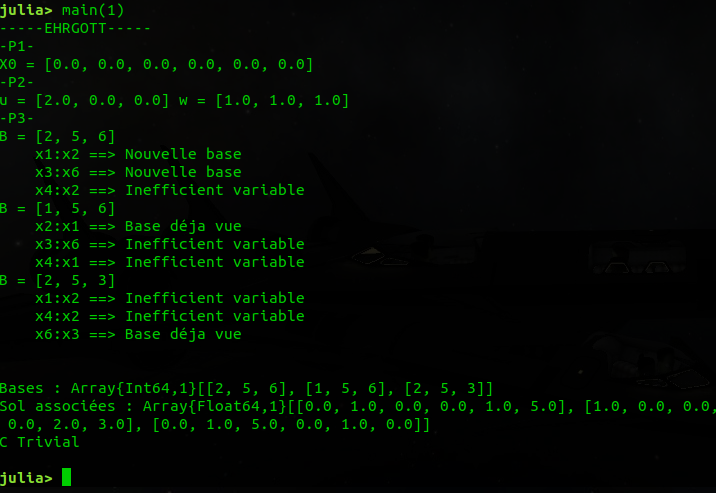 julia> main(1)
-----EHRGOTT-----
-P1-
X0 = [0.0, 0.0, 0.0, 0.0, 0.0, 0.0]
-P2-
u = [2.0, 0.0, 0.0] w = [1.0, 1.0, 1.0]
-P3-
B = [2, 5, 6]
    x1:x2 ==> Nouvelle base
    x3:x6 ==> Nouvelle base
    x4:x2 ==> Inefficient variable
B = [1, 5, 6]
    x2:x1 ==> Base déja vue
    x3:x6 ==> Inefficient variable
    x4:x1 ==> Inefficient variable
B = [2, 5, 3]
    x1:x2 ==> Inefficient variable
    x4:x2 ==> Inefficient variable
    x6:x3 ==> Base déja vue
Bases : Array{Int64,1}[[2, 5, 6], [1, 5, 6], [2, 5, 3]]
Sol associées : Array{Float64,1}[[0.0, 1.0, 0.0, 0.0, 1.0, 5.0], [1.0, 0.0, 0.0,
 0.0, 2.0, 3.0], [0.0, 1.0, 5.0, 0.0, 1.0, 0.0]]
C Trivial
julia>